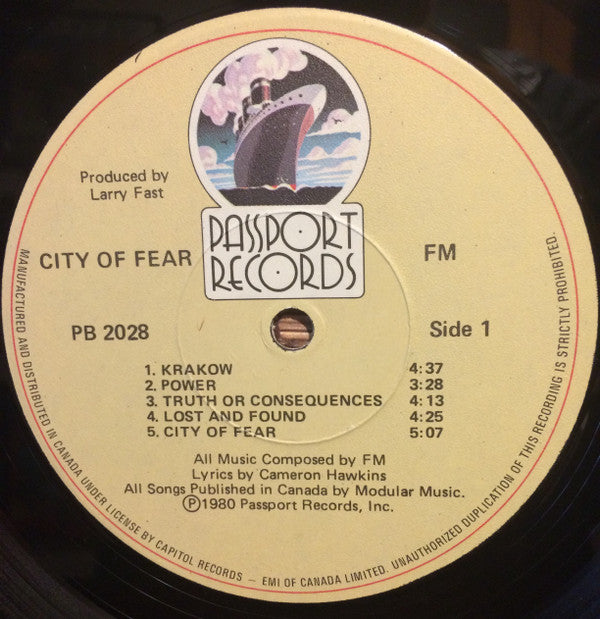 Produced by
Larry Fast
PASSPORT
RECORDS
CITY OF FEAR
FM
PB 2028
Side 1
1. KRAKOW 4:37
2. POWER 3:28
3. TRUTH OR CONSEQUENCES 4:13
4. LOST AND FOUND 4:25
5. CITY OF FEAR 5:07
All Music Composed by FM
Lyrics by Cameron Hawkins
All Songs Published in Canada by Modular Music.
Ⓟ1980 Passport Records, Inc.
MANUFACTURED AND DISTRIBUTED IN CANADA UNDER LICENSE BY CAPITOL RECORDS – EMI OF CANADA LIMITED. UNAUTHORIZED DUPLICATION OF THIS RECORDING IS STRICTLY PROHIBITED.